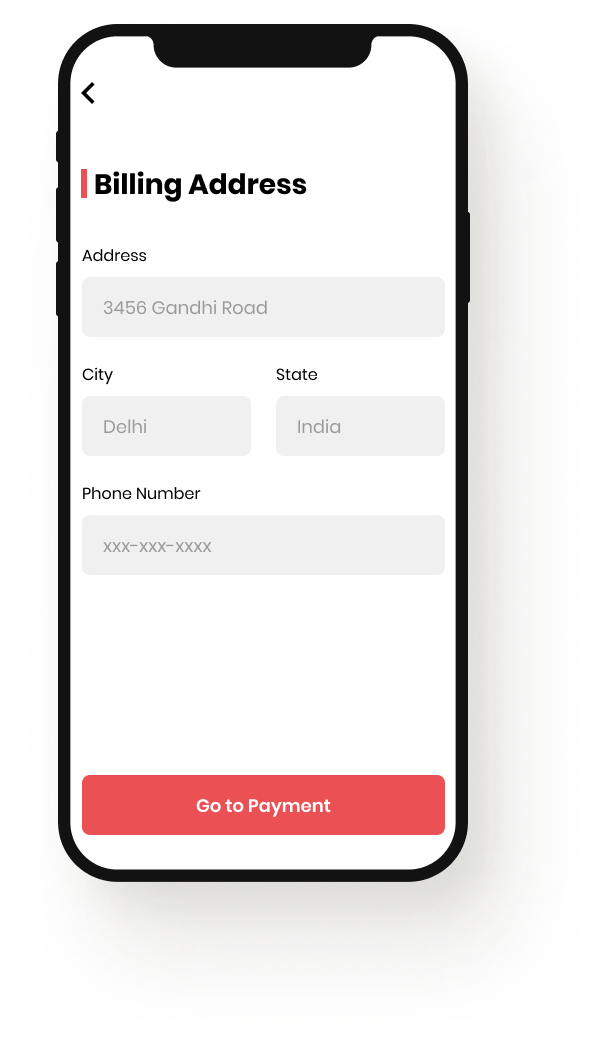 Billing Address
Address
3456 Gandhi Road
City State
Delhi India
Phone Number
xxx-xxx-xxxx
Go to Payment